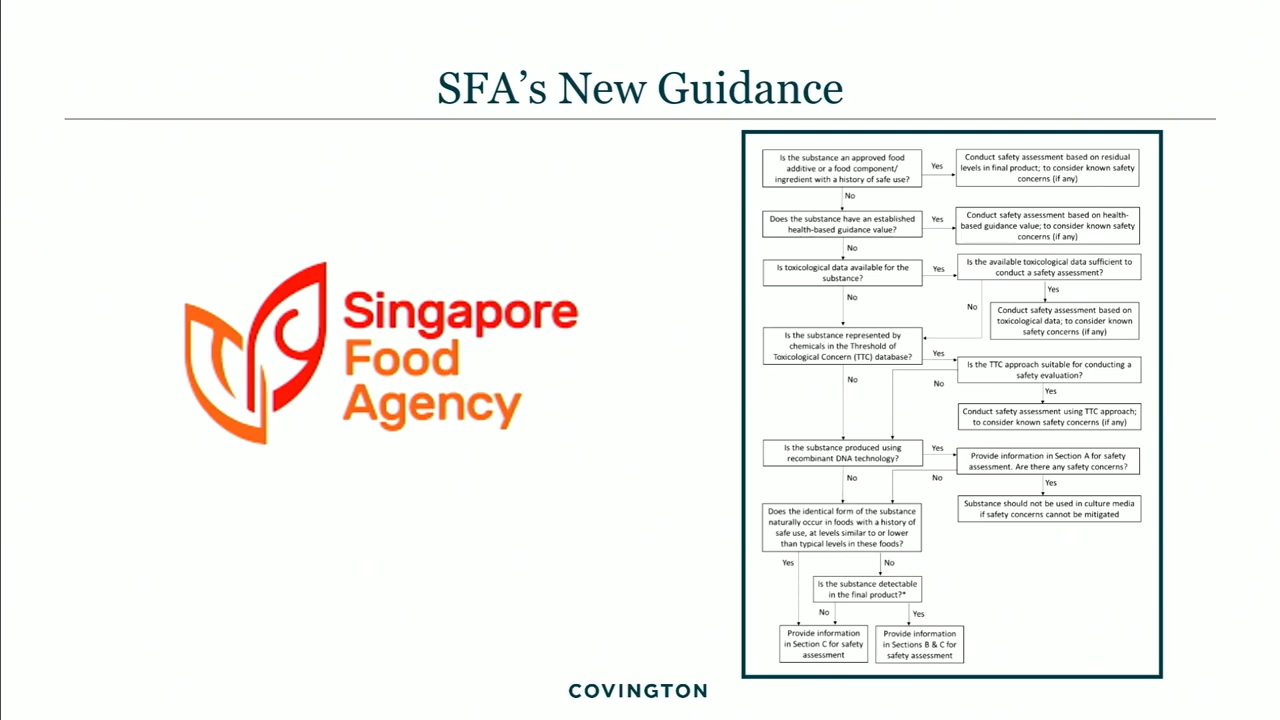 SFA's New Guidance
Singapore
Food
Agency
Is the substance an approved food
additive or a food component/
ingredient with a history of safe use?
Yes
Conduct safety assessment based on residual
levels in final product; to consider known safety
concerns (if any)
No
Does the substance have an established
health-based guidance value?
Yes
Conduct safety assessment based on health-
based guidance value; to consider known safety
concerns (if any)
No
Is toxicological data available for the
substance?
Yes
Is the available toxicological data sufficient to
conduct a safety assessment?
No
No
Yes
Conduct safety assessment based on
toxicological data; to consider known
safety concerns (if any)
Is the substance represented by
chemicals in the Threshold of
Toxicological Concern (TTC) database?
Yes
Is the TTC approach suitable for conducting a
safety evaluation?
No
No
Yes
Conduct safety assessment using TTC approach;
to consider known safety concerns (if any)
Is the substance produced using
recombinant DNA technology?
Yes
Provide information in Section A for safety
assessment. Are there any safety concerns?
No
No
Yes
Substance should not be used in culture media
if safety concerns cannot be mitigated
Does the identical form of the substance
naturally occur in foods with a history of
safe use, at levels similar to or lower
than typical levels in these foods?
Yes
No
Is the substance detectable
in the final product?*
No
Yes
Provide information
in Section C for safety
assessment
Provide information
in Sections B & C for
safety assessment
COVINGTON